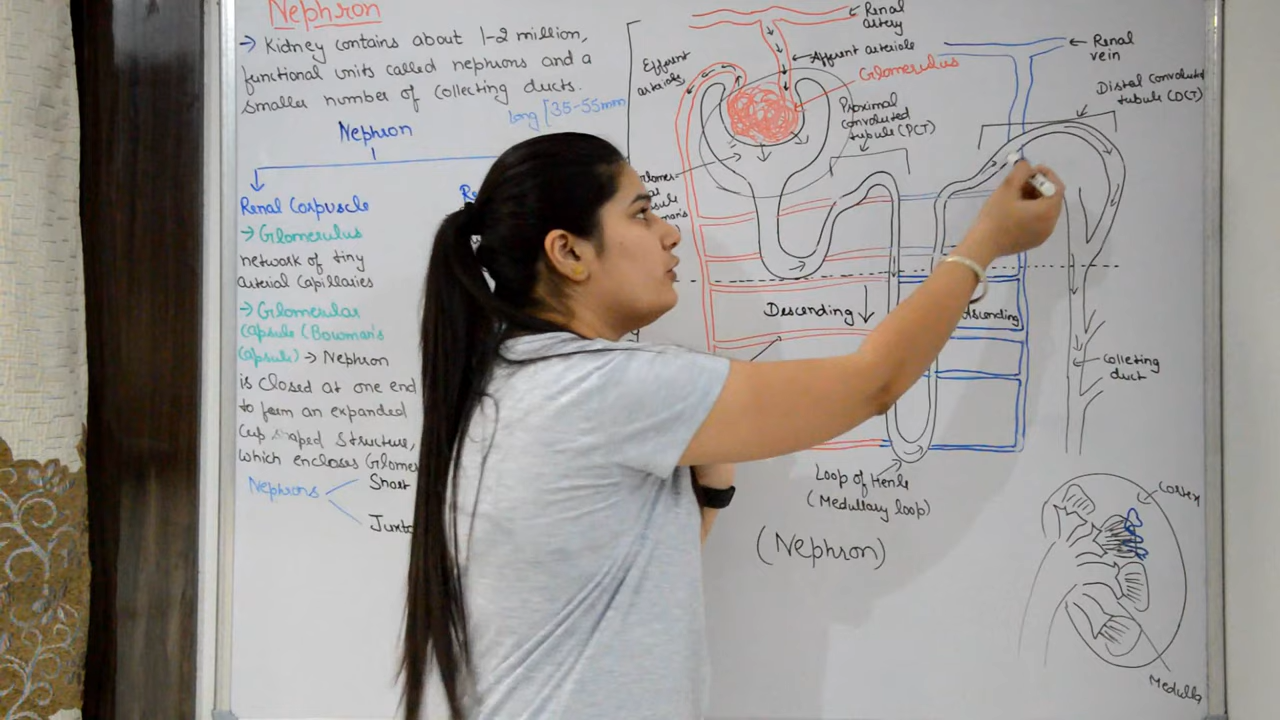 Nephron
→ Kidney contains about 1-2 million,
functional units called nephrons and a
smaller number of collecting ducts.
Long [35-55mm
Nephron
Renal Corpuscle
→ Glomerulus
network of tiny
arterial Capillaries
→ Glomerular
Capsule (Bowman's
Capsule) → Nephron
is closed at one end
to form an expanded
Cup shaped Structure,
which encloses Glome
Nephrons
Short
Juxta
Renal
artery
Efferent
arteriole
Afferent arteriole
Glomerulus
Proximal
convoluted
tubule (PCT)
Renal
vein
Distal convoluted
tubule (DCT)
Descending
Ascending
Colleting
duct
Loop of Henle
(Medullary loop)
(Nephron)
Cortex
Medulla